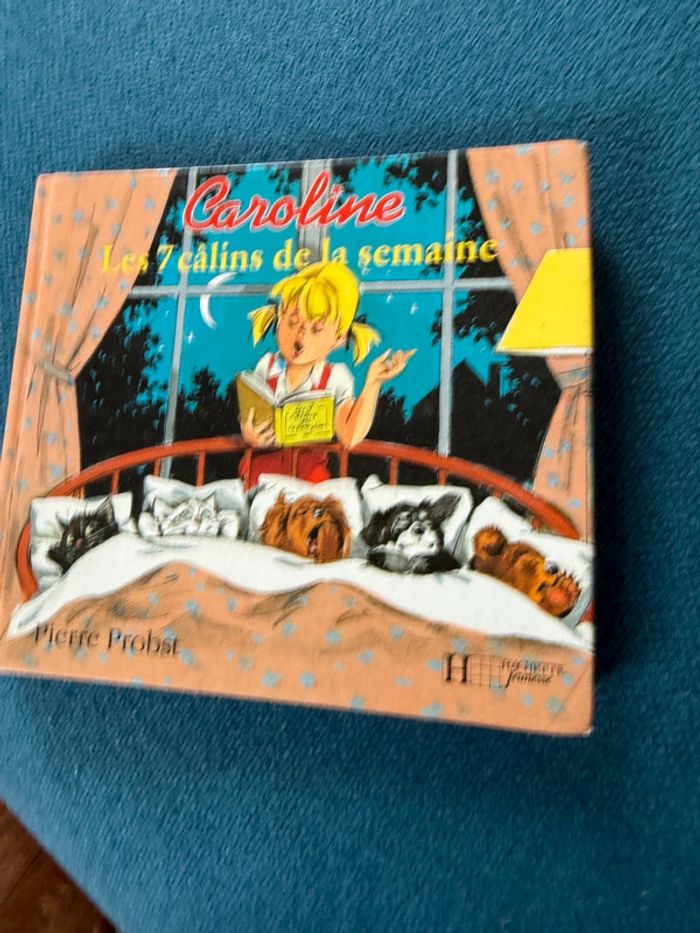 Caroline
Les 7 câlins de la semaine
Pierre Probst
H HACHETTE
Jeunesse